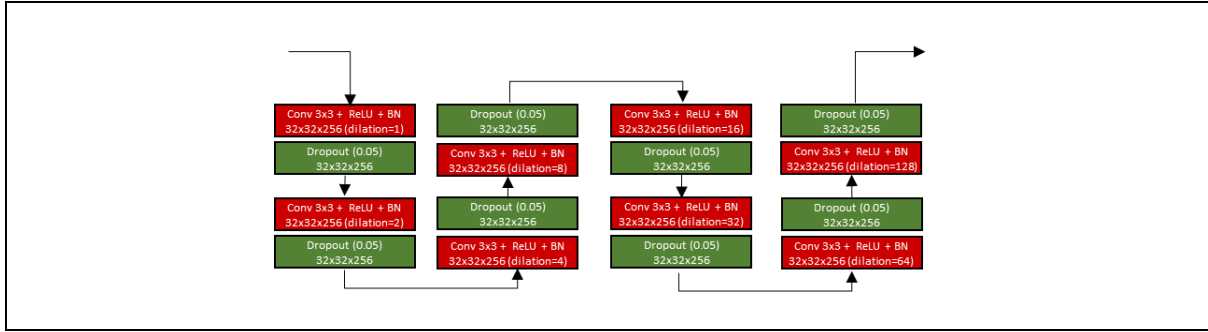 Conv 3x3 + ReLU + BN
32x32x256 (dilation=1)
Dropout (0.05)
32x32x256
Conv 3x3 + ReLU + BN
32x32x256 (dilation=2)
Dropout (0.05)
32x32x256
Dropout (0.05)
32x32x256
Conv 3x3 + ReLU + BN
32x32x256 (dilation=8)
Dropout (0.05)
32x32x256
Conv 3x3 + ReLU + BN
32x32x256 (dilation=4)
Conv 3x3 + ReLU + BN
32x32x256 (dilation=16)
Dropout (0.05)
32x32x256
Conv 3x3 + ReLU + BN
32x32x256 (dilation=32)
Dropout (0.05)
32x32x256
Dropout (0.05)
32x32x256
Conv 3x3 + ReLU + BN
32x32x256 (dilation=128)
Dropout (0.05)
32x32x256
Conv 3x3 + ReLU + BN
32x32x256 (dilation=64)